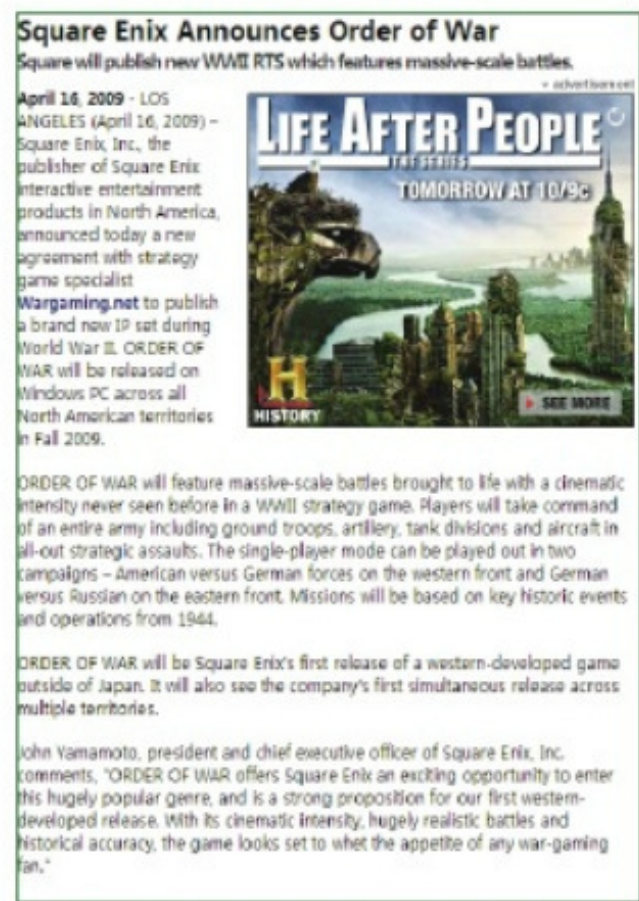 Square Enix Announces Order of War
Square will publish new WWII RTS which features massive-scale battles.
advertisement
April 16, 2009 - LOS
ANGELES (April 16, 2009) –
Square Enix, Inc., the
publisher of Square Enix
interactive entertainment
products in North America,
announced today a new
agreement with strategy
game specialist
Wargaming.net to publish
a brand new IP set during
World War II. ORDER OF
WAR will be released on
Windows PC across all
North American territories
in Fall 2009.
LIFE AFTER PEOPLE
THE SERIES
TOMORROW AT 10/9c
H
HISTORY
SEE MORE
ORDER OF WAR will feature massive-scale battles brought to life with a cinematic
intensity never seen before in a WWII strategy game. Players will take command
of an entire army including ground troops, artillery, tank divisions and aircraft in
all-out strategic assaults. The single-player mode can be played out in two
campaigns – American versus German forces on the western front and German
versus Russian on the eastern front. Missions will be based on key historic events
and operations from 1944.
ORDER OF WAR will be Square Enix's first release of a western-developed game
outside of Japan. It will also see the company's first simultaneous release across
multiple territories.
John Yamamoto, president and chief executive officer of Square Enix, Inc.
comments, "ORDER OF WAR offers Square Enix an exciting opportunity to enter
this hugely popular genre, and is a strong proposition for our first western-
developed release. With its cinematic intensity, hugely realistic battles and
historical accuracy, the game looks set to whet the appetite of any war-gaming
fan."